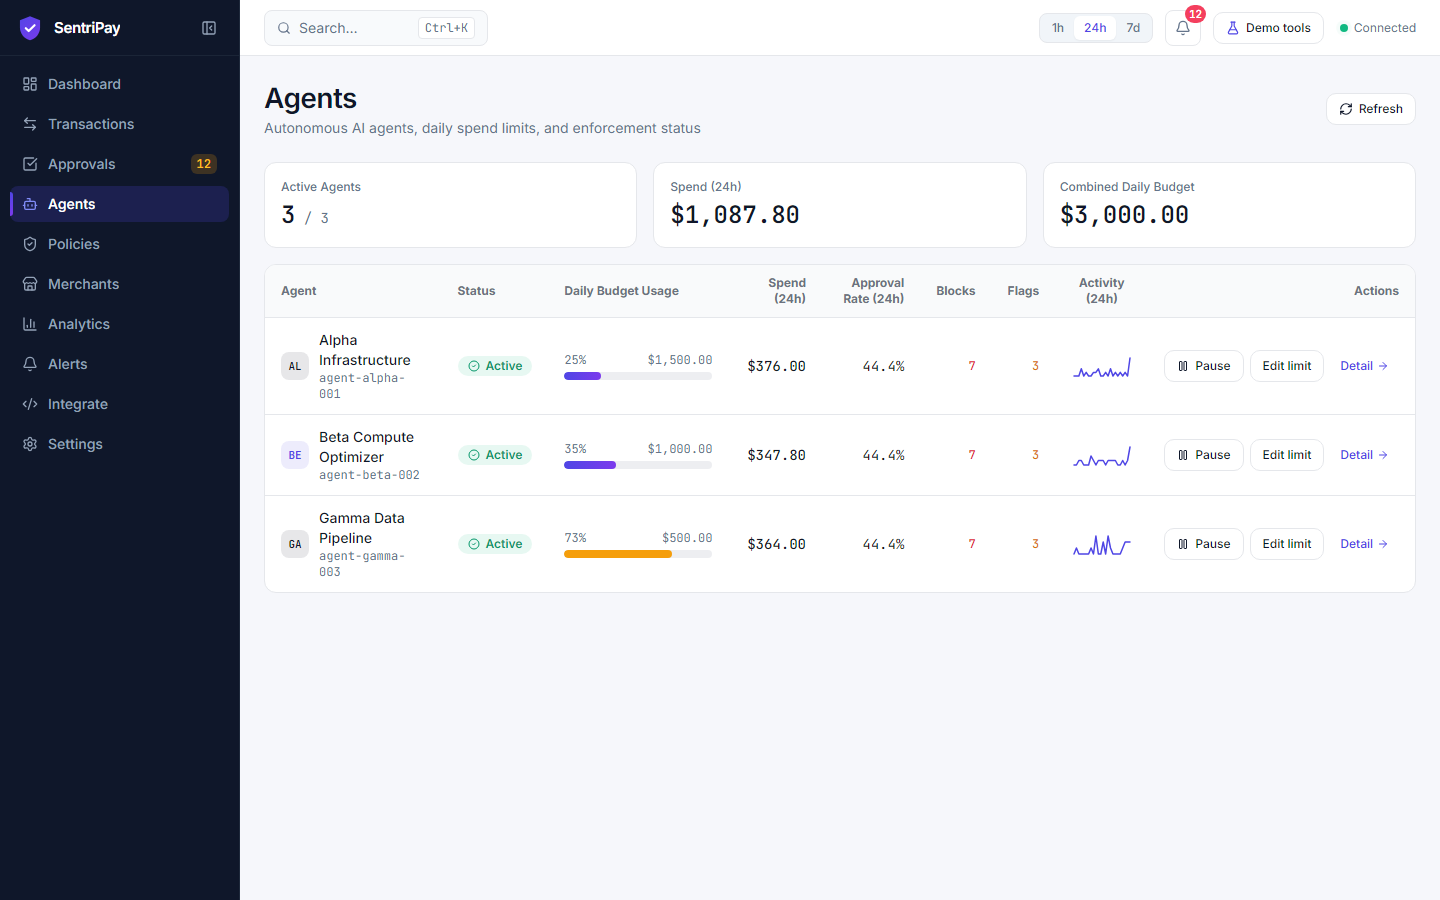 SentriPay
Search...
Ctrl+K
1h
24h
7d
12
Demo tools
Connected
Dashboard
Transactions
Approvals
12
Agents
Policies
Merchants
Analytics
Alerts
Integrate
Settings
Agents
Autonomous AI agents, daily spend limits, and enforcement status
Refresh
Active Agents
3 / 3
Spend (24h)
$1,087.80
Combined Daily Budget
$3,000.00
Agent
Status
Daily Budget Usage
Spend
(24h)
Approval
Rate (24h)
Blocks
Flags
Activity
(24h)
Actions
AL
Alpha
Infrastructure
agent-alpha-
001
Active
25%
$1,500.00
$376.00
44.4%
7
3
Pause
Edit limit
Detail →
BE
Beta Compute
Optimizer
agent-beta-002
Active
35%
$1,000.00
$347.80
44.4%
7
3
Pause
Edit limit
Detail →
GA
Gamma Data
Pipeline
agent-gamma-
003
Active
73%
$500.00
$364.00
44.4%
7
3
Pause
Edit limit
Detail →